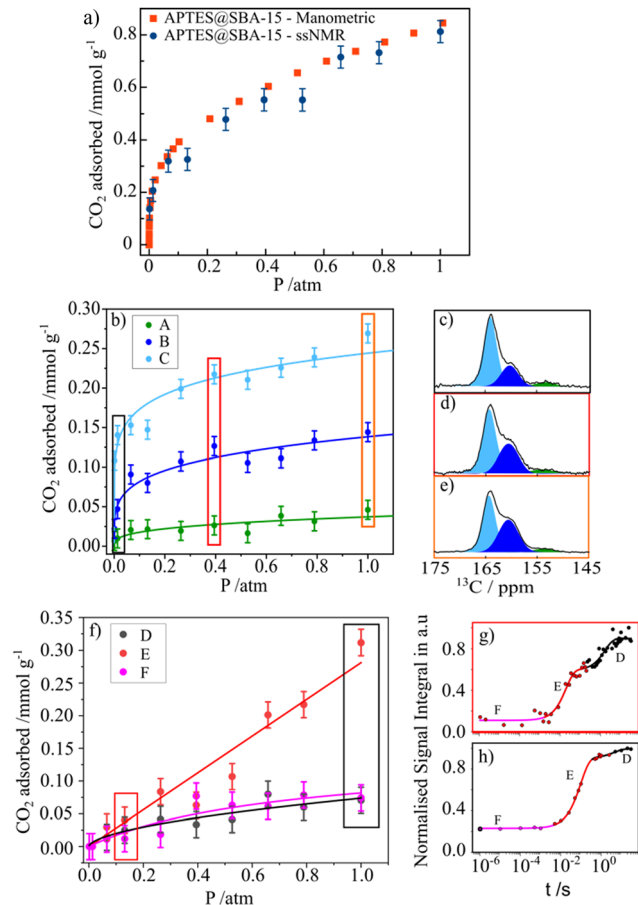 a)
APTES@SBA-15 - Manometric
APTES@SBA-15 - ssNMR
CO₂ adsorbed /mmol g⁻¹
0.8
0.6
0.4
0.2
0
0 0.2 0.4 0.6 0.8 1
P /atm
b)
A
B
C
CO₂ adsorbed /mmol g⁻¹
0.30
0.25
0.20
0.15
0.10
0.05
0.00
0.0 0.2 0.4 0.6 0.8 1.0
P /atm
c)
d)
e)
175 165 155 145
¹³C / ppm
f)
D
E
F
CO₂ adsorbed /mmol g⁻¹
0.35
0.30
0.25
0.20
0.15
0.10
0.05
0.00
0.0 0.2 0.4 0.6 0.8 1.0
P /atm
Normalised Signal Integral in a.u
g)
1.0
0.6
0.2
F
E
D
h)
1.0
0.6
0.2
F
E
D
10⁻⁶ 10⁻⁴ 10⁻² 10⁰
t /s